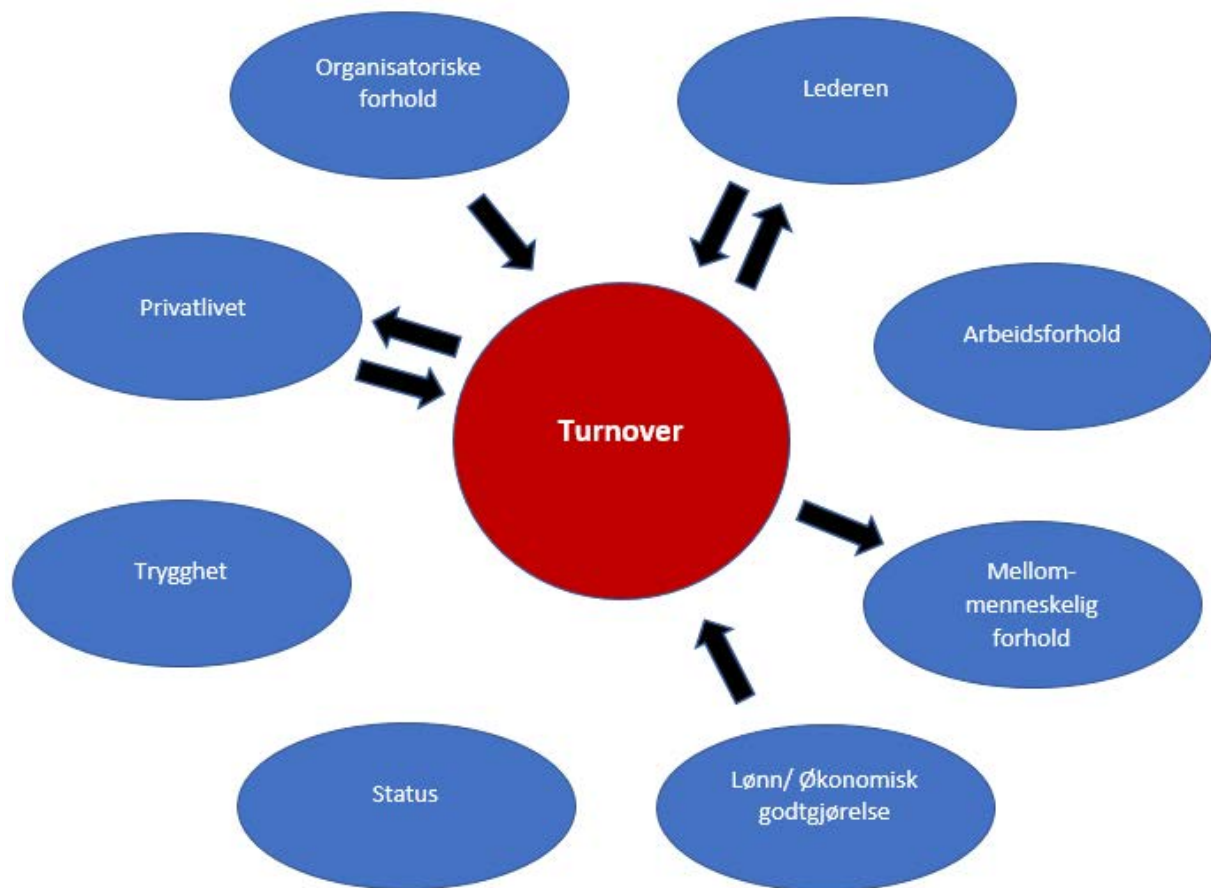 Organisatoriske
forhold
Lederen
Privatlivet
Arbeidsforhold
Turnover
Trygghet
Mellom-
menneskelig
forhold
Status
Lønn/ Økonomisk
godtgjørelse